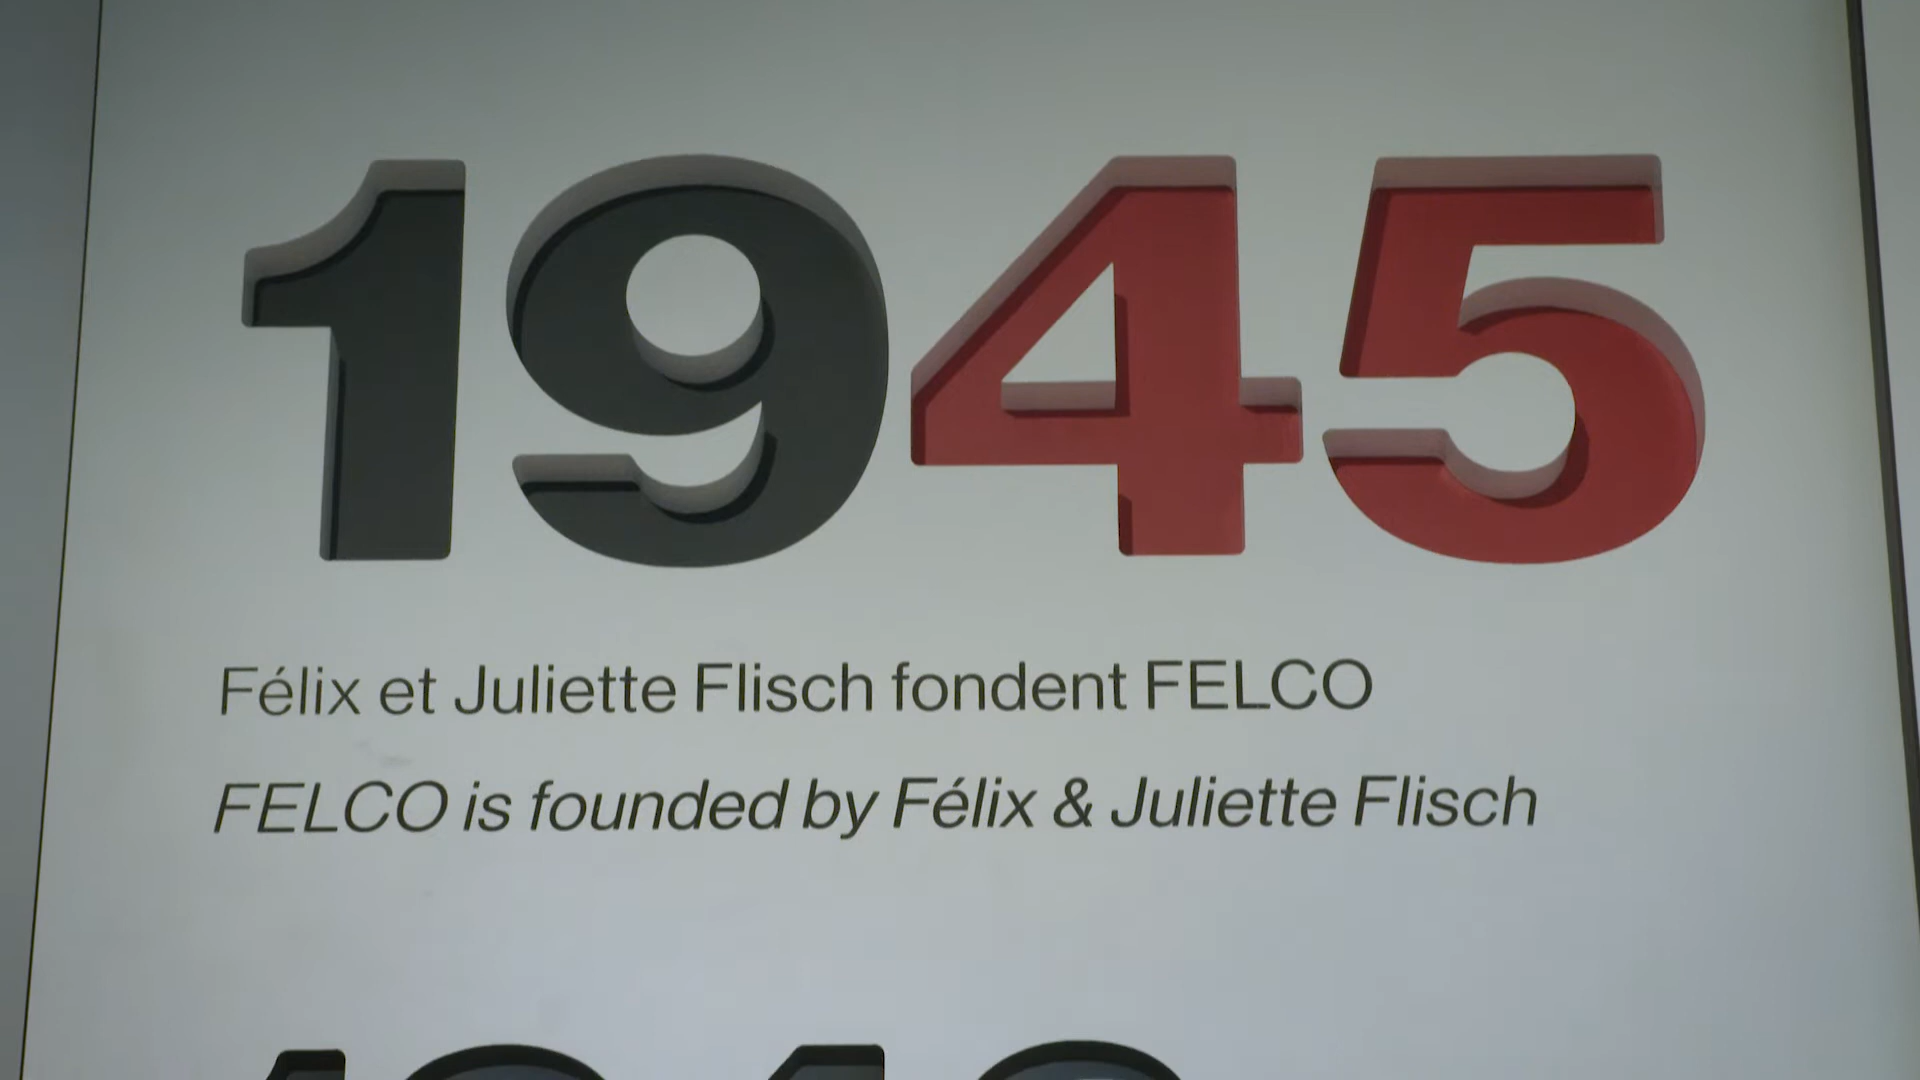 1945
Félix et Juliette Flisch fondent FELCO
FELCO is founded by Félix & Juliette Flisch